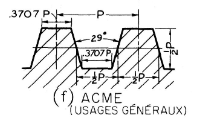 .3707 P
P
29°
.3707 P
½P
½P
½P
(f) ACME
(USAGES GÉNÉRAUX)